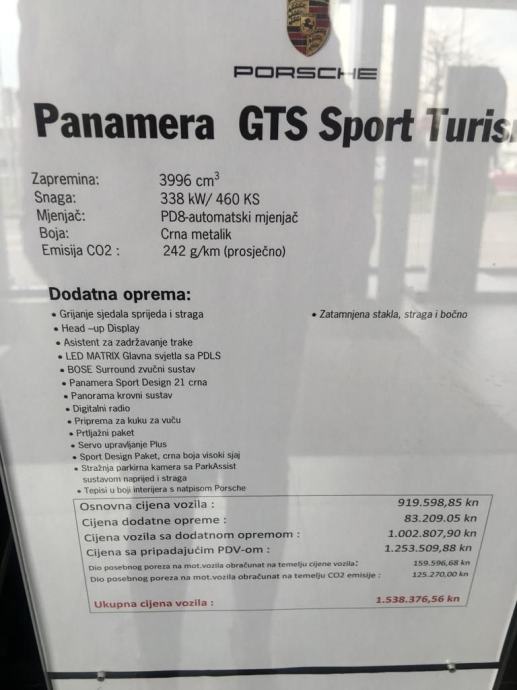 PORSCHE
Panamera GTS Sport
Zapremina: 3996 cm³
Snaga: 338 kW/ 460 KS
Mjenjač: PD8-automatski mjenjač
Boja: Crna metalik
Emisija CO2 : 242 g/km (prosječno)
Dodatna oprema:
• Grijanje sjedala sprijeda i straga
• Head –up Display
• Asistent za zadržavanje trake
• LED MATRIX Glavna svjetla sa PDLS
• BOSE Surround zvučni sustav
• Panamera Sport Design 21 crna
• Panorama krovni sustav
• Digitalni radio
• Priprema za kuku za vuču
• Prtljažni paket
• Servo upravljanje Plus
• Sport Design Paket, crna boja visoki sjaj
• Stražnja parkirna kamera sa ParkAssist
sustavom naprijed i straga
• Tepisi u boji interijera s natpisom Porsche
• Zatamnjena stakla, straga i bočno
Osnovna cijena vozila : 919.598,85 kn
Cijena dodatne opreme : 83.209.05 kn
Cijena vozila sa dodatnom opremom : 1.002.807,90 kn
Cijena sa pripadajućim PDV-om : 1.253.509,88 kn
Dio posebnog poreza na mot.vozila obračunat na temelju cijene vozila: 159.596,68 kn
Dio posebnog poreza na mot.vozila obračunat na temelju CO2 emisije : 125.270,00 kn
Ukupna cijena vozila : 1.538.376,56 kn